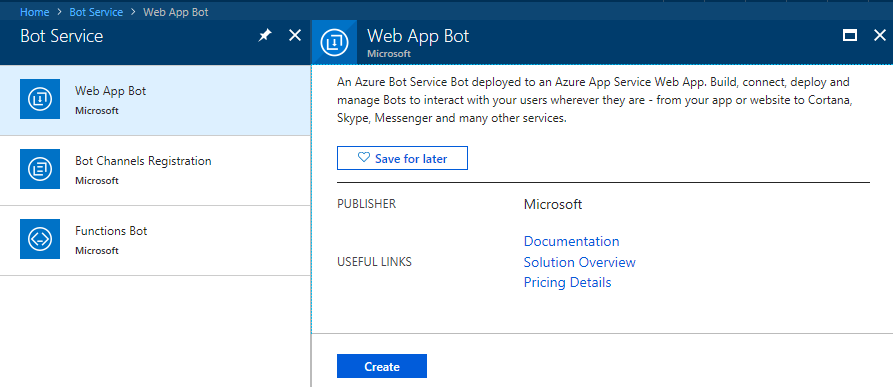 Home > Bot Service > Web App Bot
Bot Service
Web App Bot
Microsoft
Bot Channels Registration
Microsoft
Functions Bot
Microsoft
Web App Bot
Microsoft
An Azure Bot Service Bot deployed to an Azure App Service Web App. Build, connect, deploy and
manage Bots to interact with your users wherever they are - from your app or website to Cortana,
Skype, Messenger and many other services.
Save for later
PUBLISHER Microsoft
Documentation
USEFUL LINKS Solution Overview
Pricing Details
Create